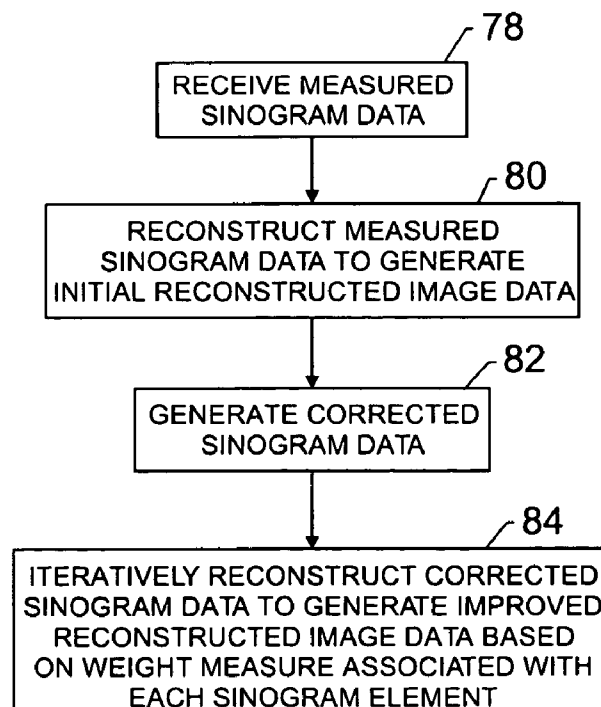 78
RECEIVE MEASURED
SINOGRAM DATA
80
RECONSTRUCT MEASURED
SINOGRAM DATA TO GENERATE
INITIAL RECONSTRUCTED IMAGE DATA
82
GENERATE CORRECTED
SINOGRAM DATA
84
ITERATIVELY RECONSTRUCT CORRECTED
SINOGRAM DATA TO GENERATE IMPROVED
RECONSTRUCTED IMAGE DATA BASED
ON WEIGHT MEASURE ASSOCIATED WITH
EACH SINOGRAM ELEMENT